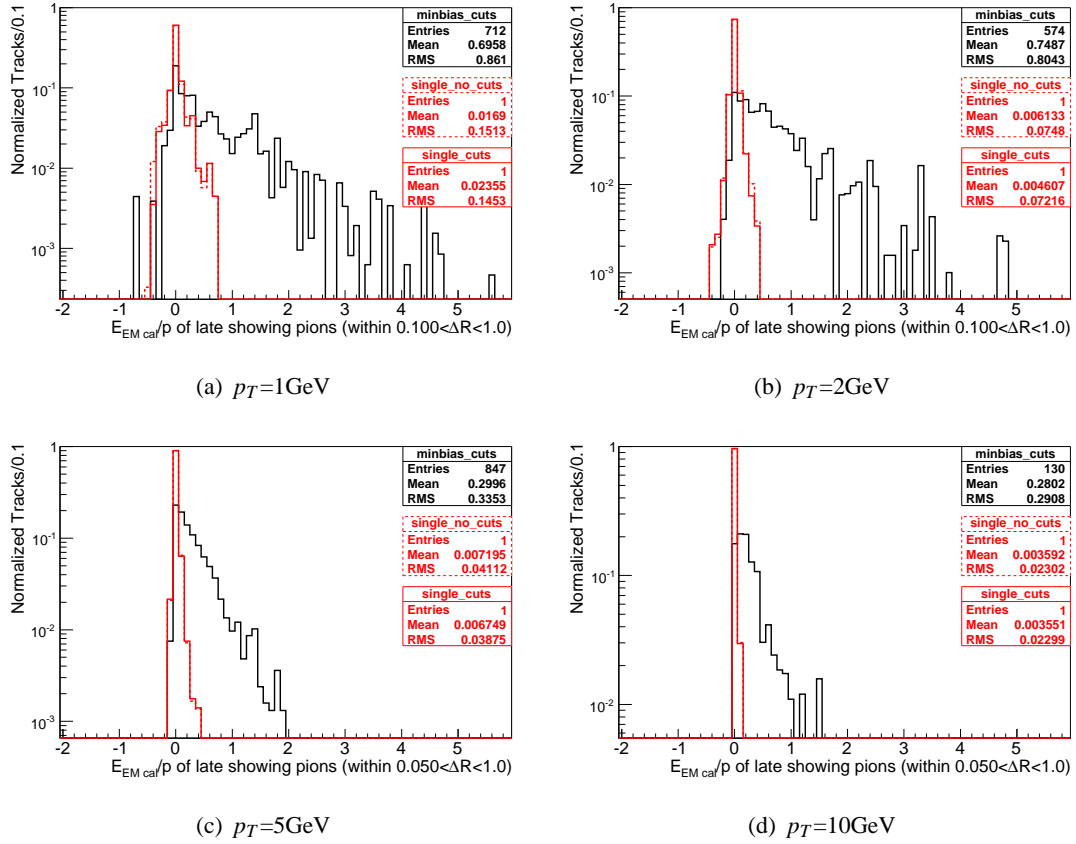 minbias_cuts
Entries 712
Mean 0.6958
RMS 0.861
single_no_cuts
Entries 1
Mean 0.0169
RMS 0.1513
single_cuts
Entries 1
Mean 0.02355
RMS 0.1453
Normalized Tracks/0.1
1
10^-1
10^-2
10^-3
-2 -1 0 1 2 3 4 5
E_EM cal/p of late showing pions (within 0.100<ΔR<1.0)
(a) p_T=1GeV
minbias_cuts
Entries 574
Mean 0.7487
RMS 0.8043
single_no_cuts
Entries 1
Mean 0.006133
RMS 0.0748
single_cuts
Entries 1
Mean 0.004607
RMS 0.07216
Normalized Tracks/0.1
1
10^-1
10^-2
10^-3
-2 -1 0 1 2 3 4 5
E_EM cal/p of late showing pions (within 0.100<ΔR<1.0)
(b) p_T=2GeV
minbias_cuts
Entries 847
Mean 0.2996
RMS 0.3353
single_no_cuts
Entries 1
Mean 0.007195
RMS 0.04112
single_cuts
Entries 1
Mean 0.006749
RMS 0.03875
Normalized Tracks/0.1
1
10^-1
10^-2
10^-3
-2 -1 0 1 2 3 4 5
E_EM cal/p of late showing pions (within 0.050<ΔR<1.0)
(c) p_T=5GeV
minbias_cuts
Entries 130
Mean 0.2802
RMS 0.2908
single_no_cuts
Entries 1
Mean 0.003592
RMS 0.02302
single_cuts
Entries 1
Mean 0.003551
RMS 0.02299
Normalized Tracks/0.1
1
10^-1
10^-2
-2 -1 0 1 2 3 4 5
E_EM cal/p of late showing pions (within 0.050<ΔR<1.0)
(d) p_T=10GeV